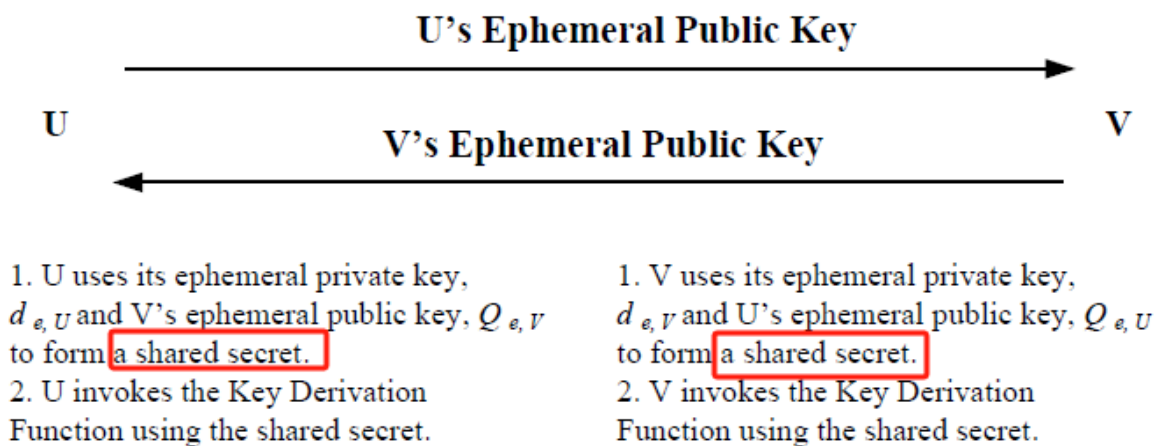 U's Ephemeral Public Key
U
V
V's Ephemeral Public Key
1. U uses its ephemeral private key,
d e, U and V's ephemeral public key, Q e, V
to form a shared secret.
2. U invokes the Key Derivation
Function using the shared secret.
1. V uses its ephemeral private key,
d e, V and U's ephemeral public key, Q e, U
to form a shared secret.
2. V invokes the Key Derivation
Function using the shared secret.